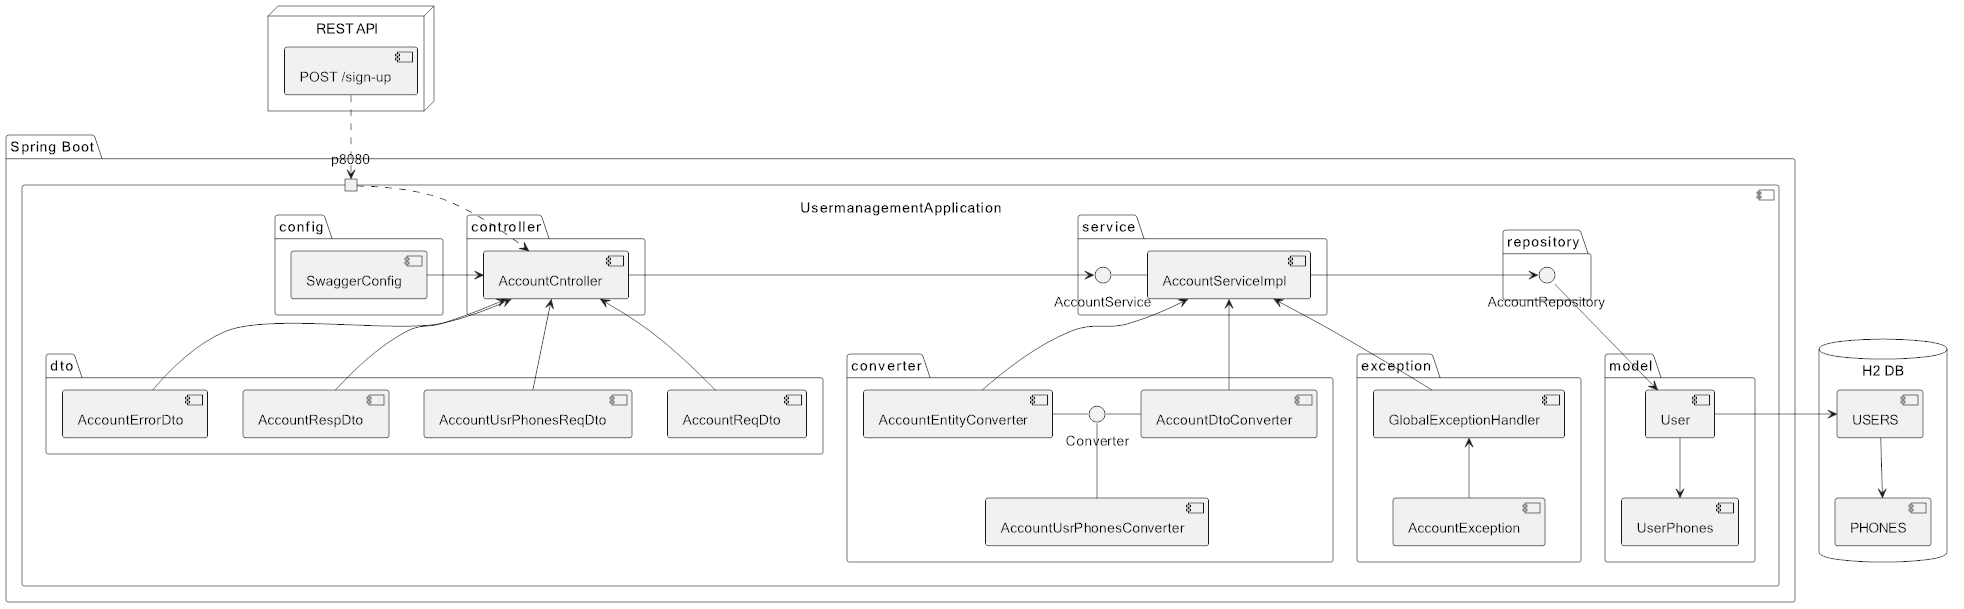 REST API
POST /sign-up
Spring Boot
p8080
UsermanagementApplication
config
controller
service
repository
SwaggerConfig
AccountCntroller
AccountServiceImpl
AccountService
AccountRepository
dto
converter
exception
model
H2 DB
AccountErrorDto
AccountRespDto
AccountUsrPhonesReqDto
AccountReqDto
AccountEntityConverter
AccountDtoConverter
GlobalExceptionHandler
User
USERS
Converter
AccountUsrPhonesConverter
AccountException
UserPhones
PHONES